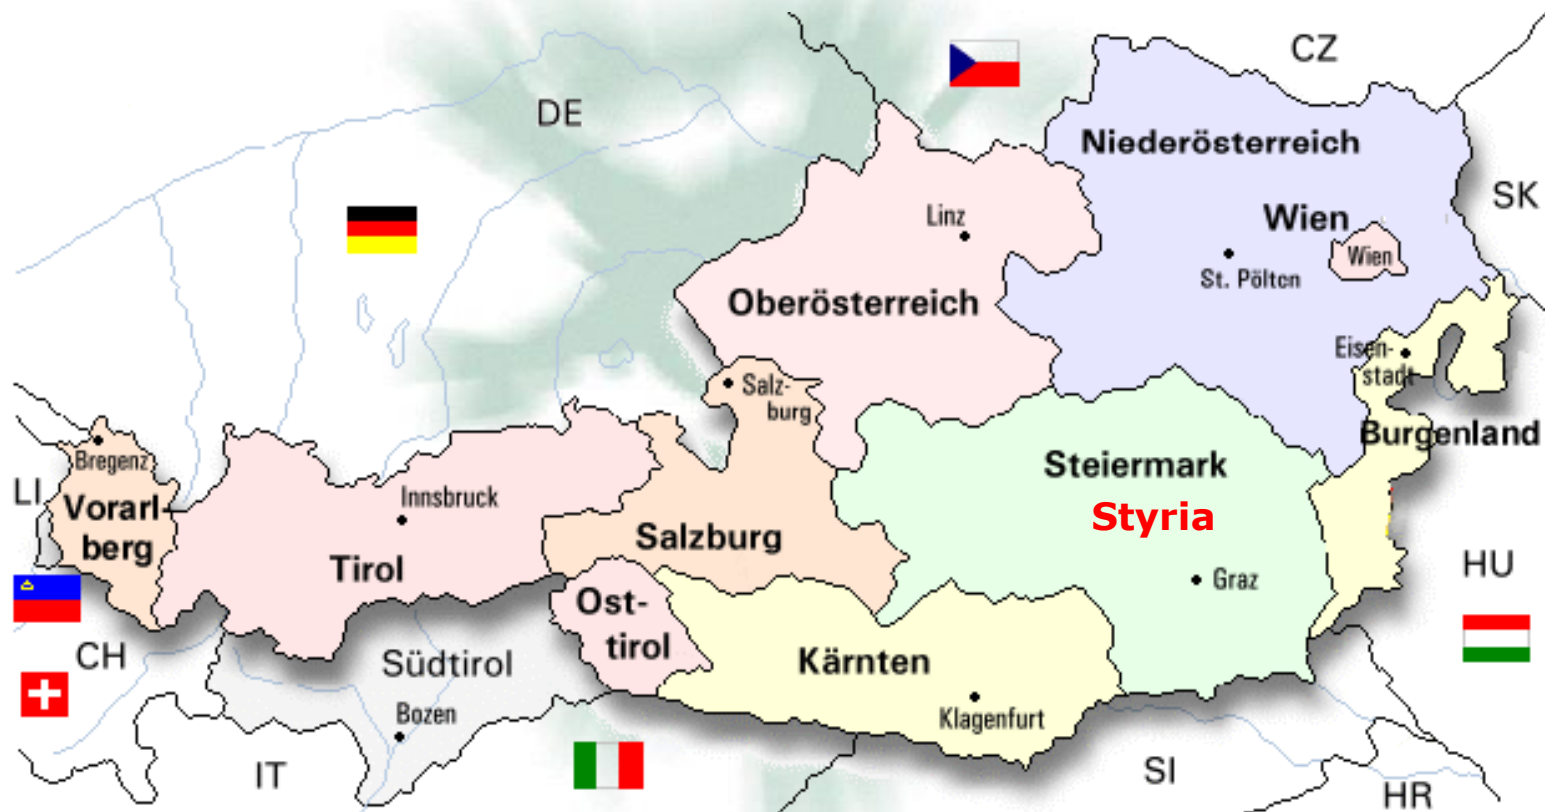 CZ
DE
Niederösterreich
SK
Linz
Wien
Wien
St. Pölten
Oberösterreich
Eisen-
stadt
Salz-
burg
Burgenland
Bregenz
Steiermark
LI
Innsbruck
Vorarl-
berg
Styria
Salzburg
Tirol
HU
Graz
Ost-
tirol
CH
Südtirol
Kärnten
Bozen
Klagenfurt
IT
SI
HR